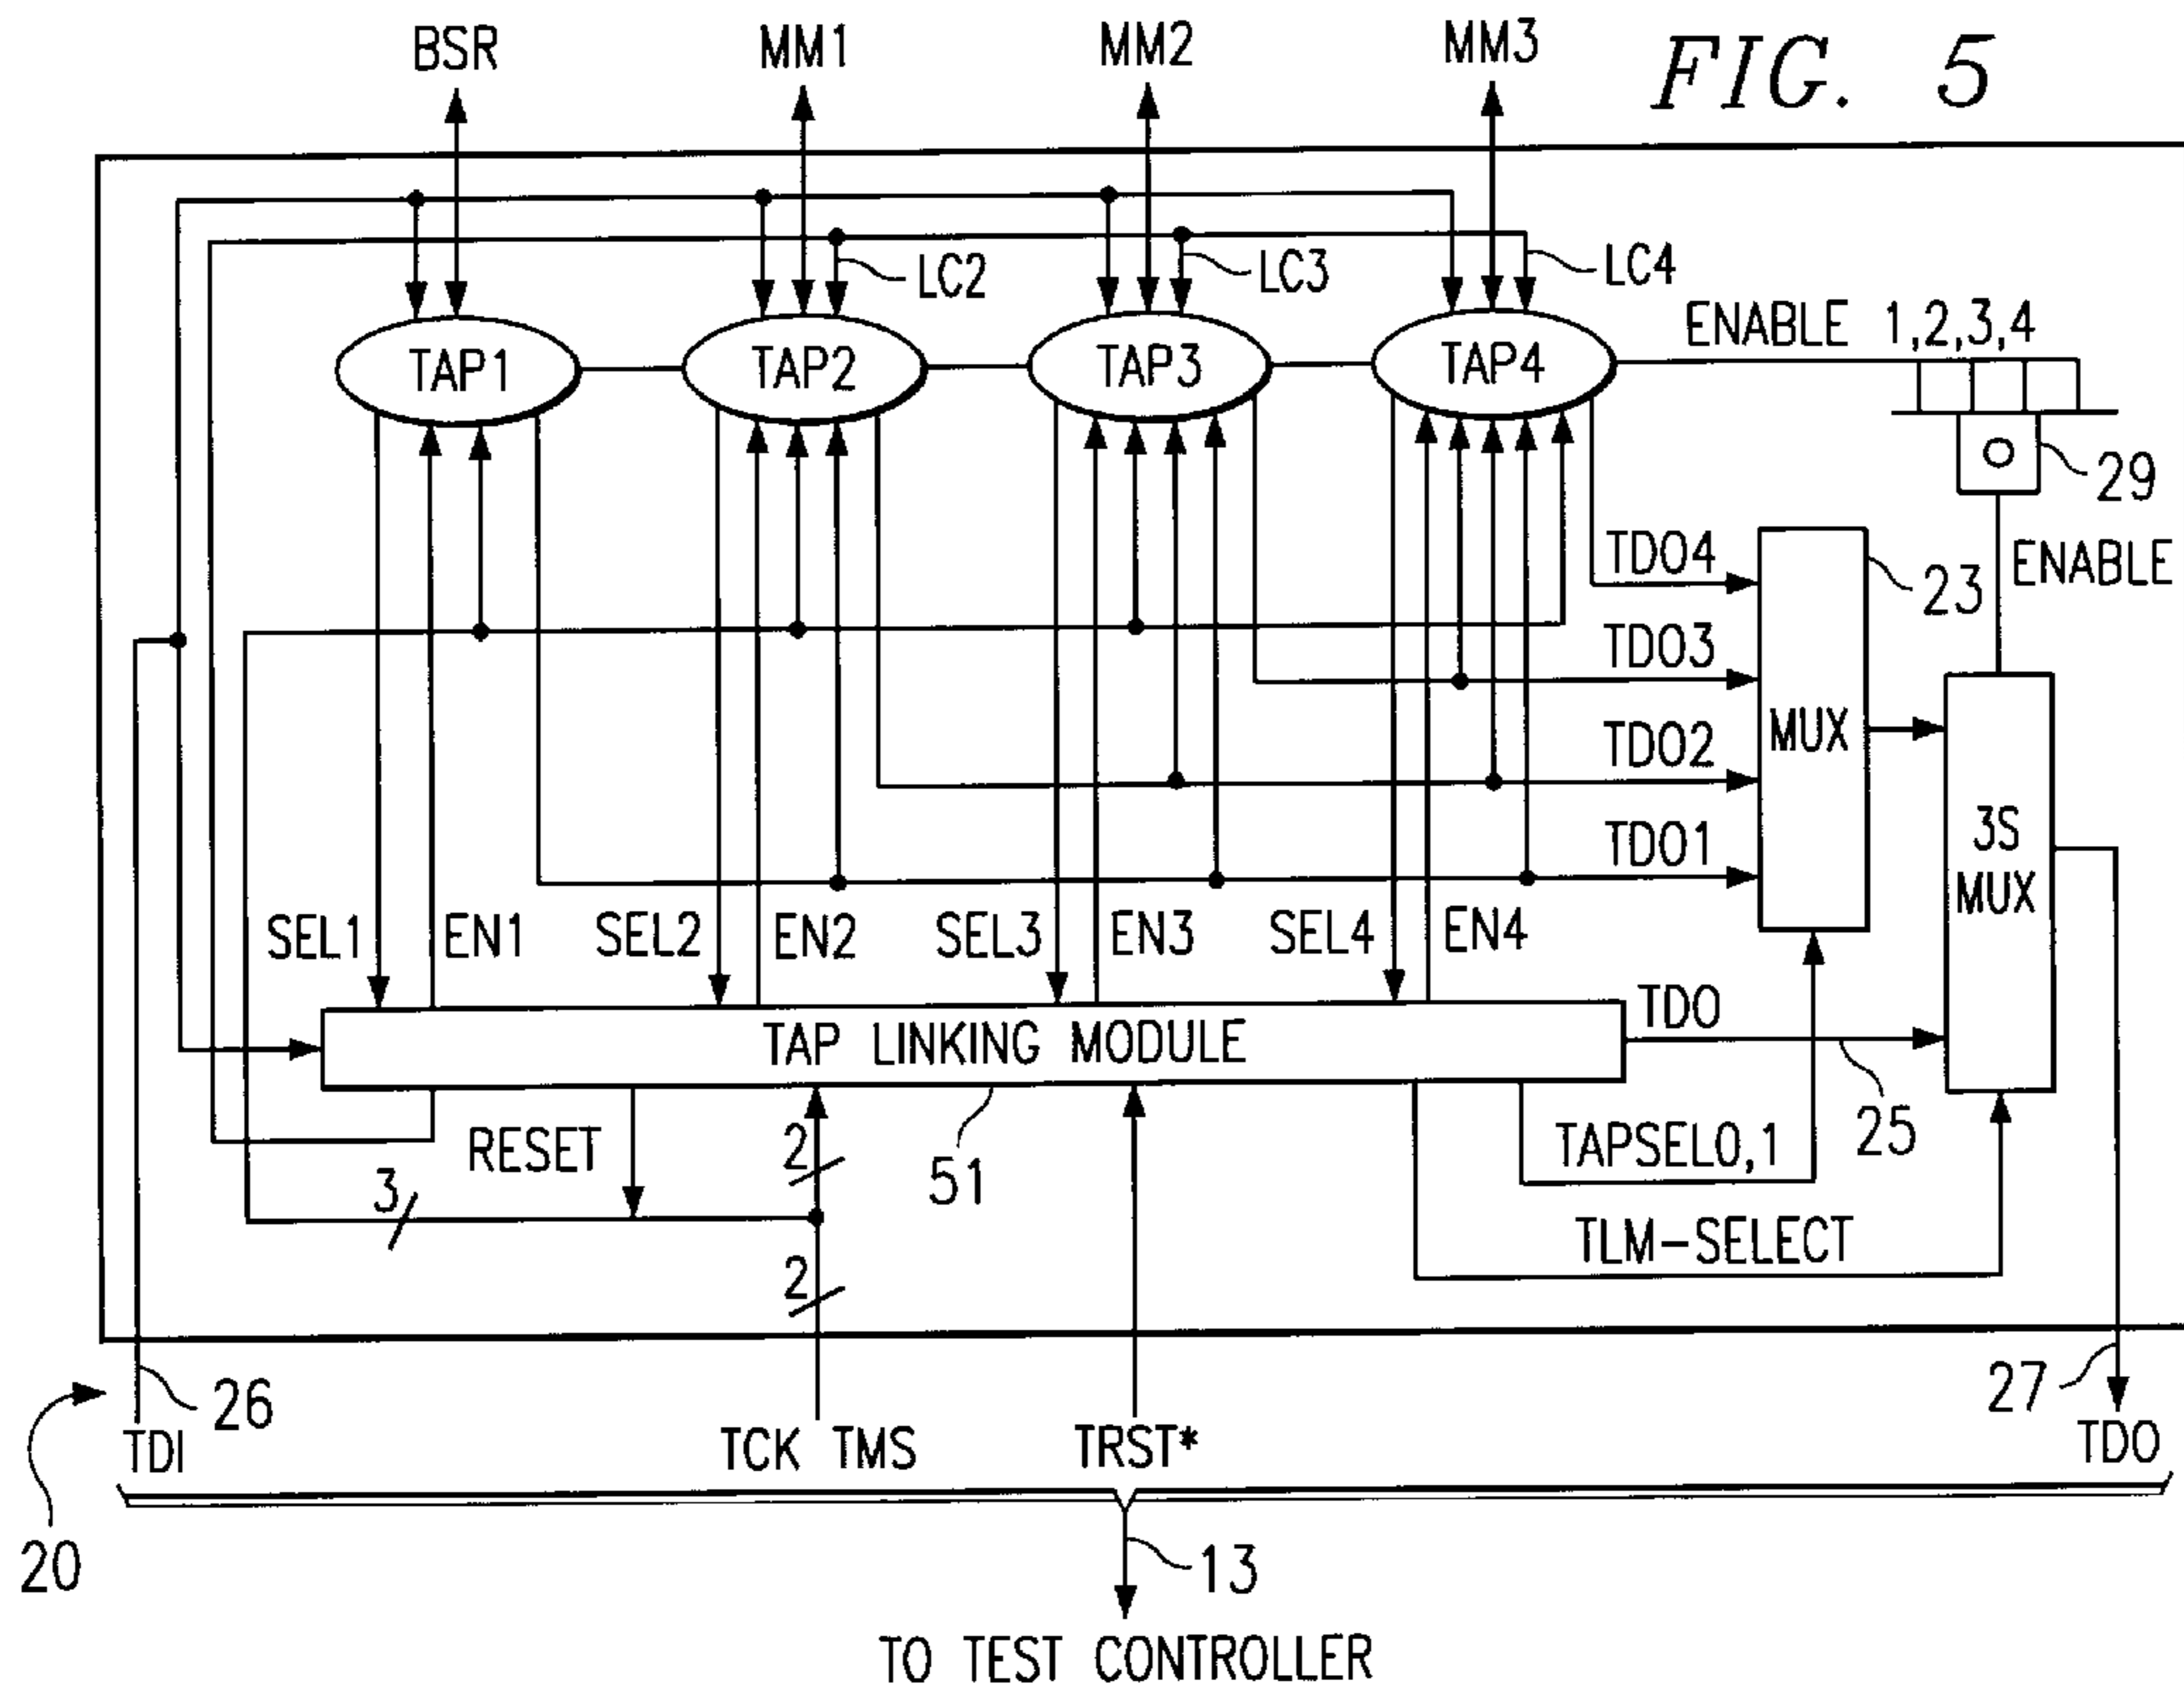 BSR MM1 MM2 MM3 FIG. 5
LC2 LC3 LC4
ENABLE 1,2,3,4
TAP1 TAP2 TAP3 TAP4
29
TDO4 23 ENABLE
TDO3
TDO2 MUX
TDO1 3S
MUX
SEL1 EN1 SEL2 EN2 SEL3 EN3 SEL4 EN4
TDO
TAP LINKING MODULE
RESET 2 51 TAPSEL0,1 25
3
TLM-SELECT
2
26 27
TDI TCK TMS TRST* TDO
20 13
TO TEST CONTROLLER